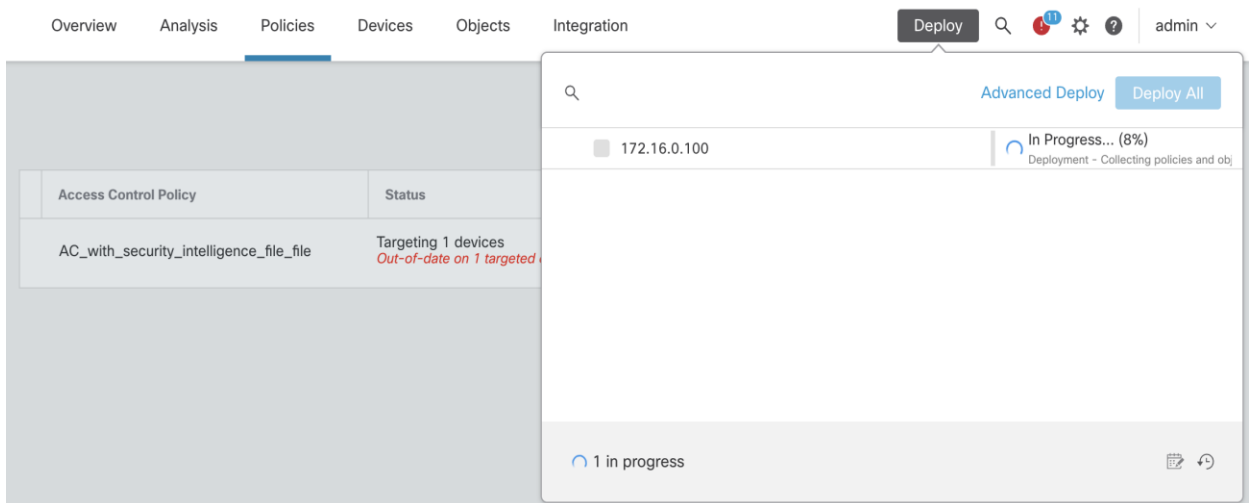 Overview Analysis Policies Devices Objects Integration Deploy 11 admin
Advanced Deploy Deploy All
172.16.0.100
In Progress... (8%)
Deployment - Collecting policies and obj
Access Control Policy Status
AC_with_security_intelligence_file_file
Targeting 1 devices
Out-of-date on 1 targeted
1 in progress